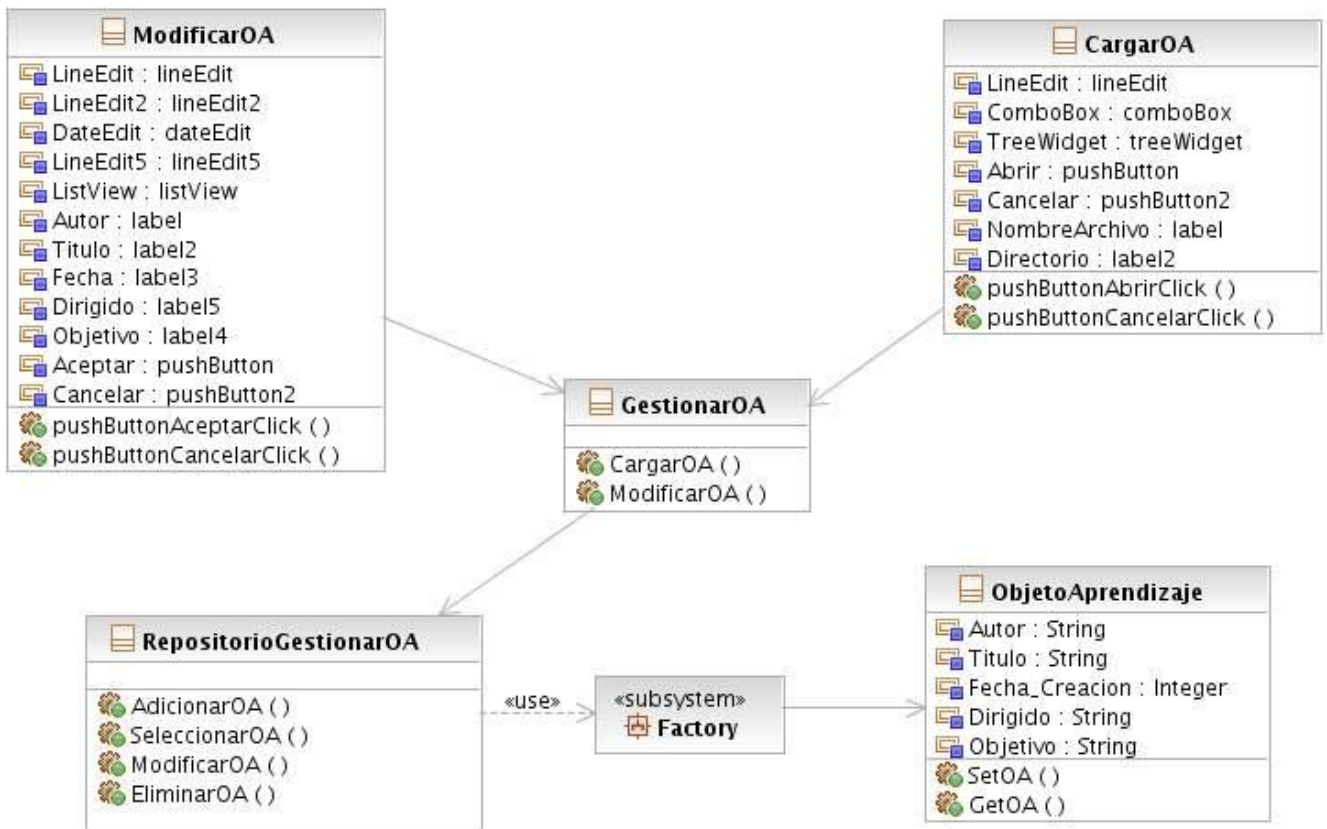 ModificarOA
LineEdit : lineEdit
LineEdit2 : lineEdit2
DateEdit : dateEdit
LineEdit5 : lineEdit5
ListView : listView
Autor : label
Titulo : label2
Fecha : label3
Dirigido : label5
Objetivo : label4
Aceptar : pushButton
Cancelar : pushButton2
pushButtonAceptarClick ( )
pushButtonCancelarClick ( )
CargarOA
LineEdit : lineEdit
ComboBox : comboBox
TreeWidget : treeWidget
Abrir : pushButton
Cancelar : pushButton2
NombreArchivo : label
Directorio : label2
pushButtonAbrirClick ( )
pushButtonCancelarClick ( )
GestionarOA
CargarOA ( )
ModificarOA ( )
RepositorioGestionarOA
AdicionarOA ( )
SeleccionarOA ( )
ModificarOA ( )
EliminarOA ( )
«use»
«subsystem»
Factory
ObjetoAprendizaje
Autor : String
Titulo : String
Fecha_Creacion : Integer
Dirigido : String
Objetivo : String
SetOA ( )
GetOA ( )